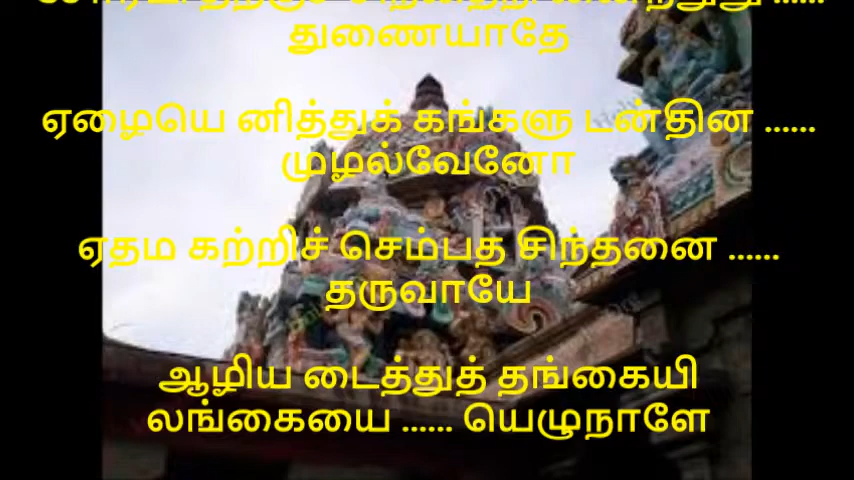 துணையாதே
ஏழையெ னித்துக் கங்களு டன்தின ......
முழல்வேனோ
ஏதம கற்றிச் செம்பத சிந்தனை ......
தருவாயே
ஆழிய டைத்துத் தங்கையி
லங்கையை ...... யெழுநாளே